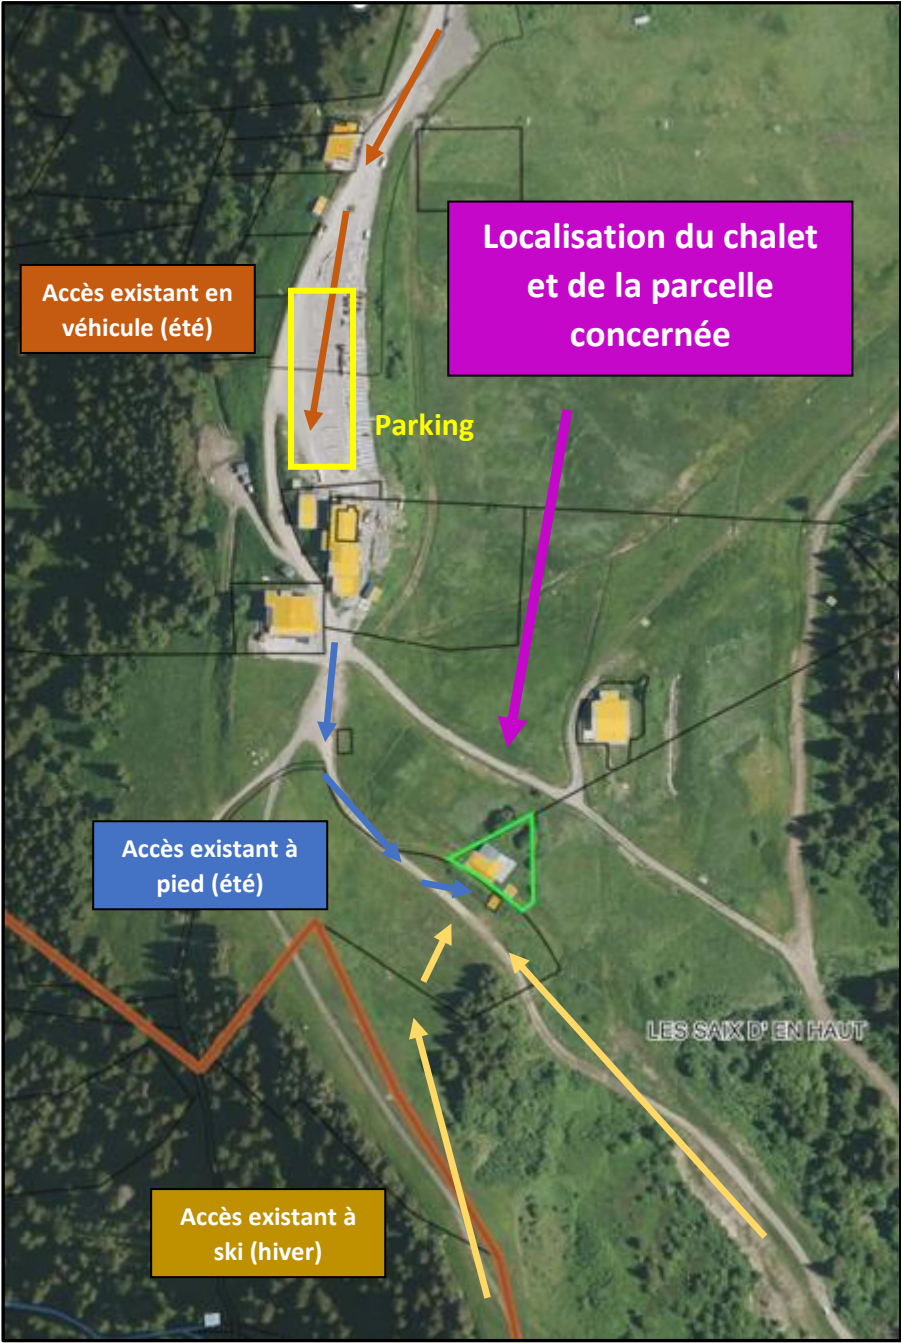 Localisation du chalet
et de la parcelle
concernée
Accès existant en
véhicule (été)
Parking
Accès existant à
pied (été)
LES SAIX D' EN HAUT
Accès existant à
ski (hiver)